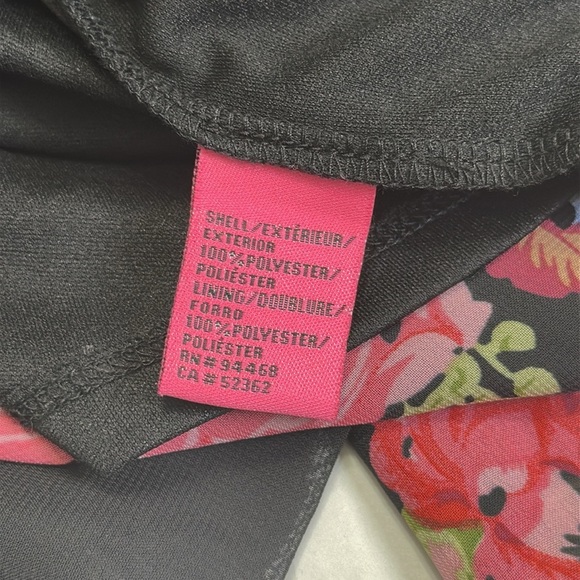 SHELL/EXTÉRIEUR/
EXTERIOR
100%POLYESTER/
POLIÉSTER
LINING/DOUBLURE/
FORRO
100%POLYESTER/
POLIÉSTER
RN#94468
CA#52362